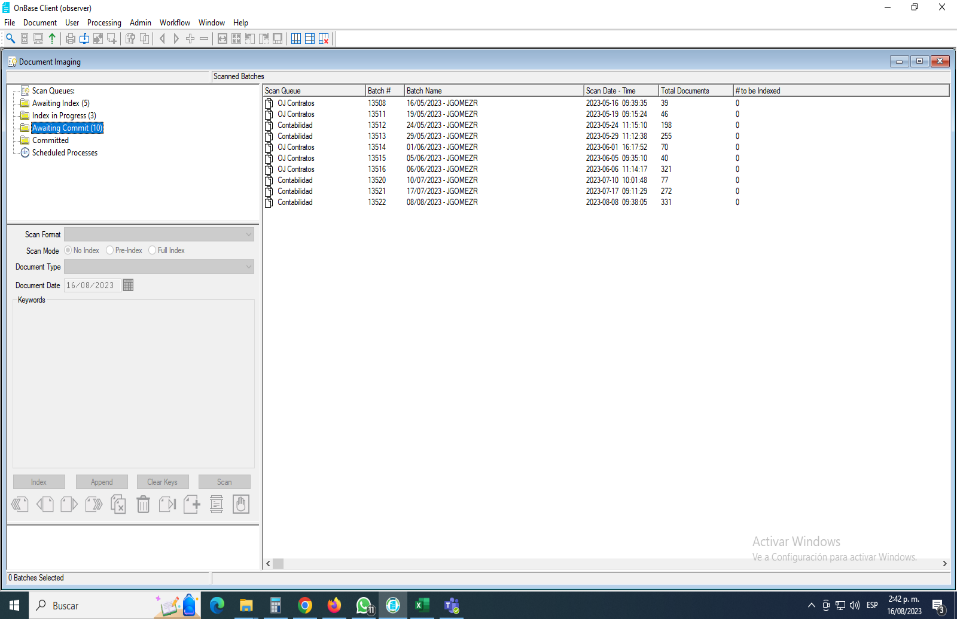 OnBase Client (observer)
File Document User Processing Admin Workflow Window Help
Document Imaging
Scanned Batches
Scan Queues:
Awaiting Index (5)
Index in Progress (3)
Awaiting Commit (10)
Committed
Scheduled Processes
Scan Queue Batch # Batch Name Scan Date - Time Total Documents # to be Indexed
OJ Contratos 13508 16/05/2023 - JGOMEZR 2023-05-16 09:39:35 39 0
OJ Contratos 13511 19/05/2023 - JGOMEZR 2023-05-19 09:15:24 46 0
Contabilidad 13512 24/05/2023 - JGOMEZR 2023-05-24 11:15:10 198 0
Contabilidad 13513 29/05/2023 - JGOMEZR 2023-05-29 11:12:38 255 0
OJ Contratos 13514 01/06/2023 - JGOMEZR 2023-06-01 16:17:52 70 0
OJ Contratos 13515 05/06/2023 - JGOMEZR 2023-06-05 09:35:10 40 0
OJ Contratos 13516 06/06/2023 - JGOMEZR 2023-06-06 11:14:17 321 0
Contabilidad 13520 10/07/2023 - JGOMEZR 2023-07-10 10:01:48 77 0
Contabilidad 13521 17/07/2023 - JGOMEZR 2023-07-17 09:11:29 272 0
Contabilidad 13522 08/08/2023 - JGOMEZR 2023-08-08 09:38:05 331 0
Scan Format
Scan Mode No Index Pre-Index Full Index
Document Type
Document Date 16/08/2023
Keywords
Index Append Clear Keys Scan
Activar Windows
Ve a Configuración para activar Windows.
0 Batches Selected
Buscar
11
ESP
2:42 p. m.
16/08/2023
3